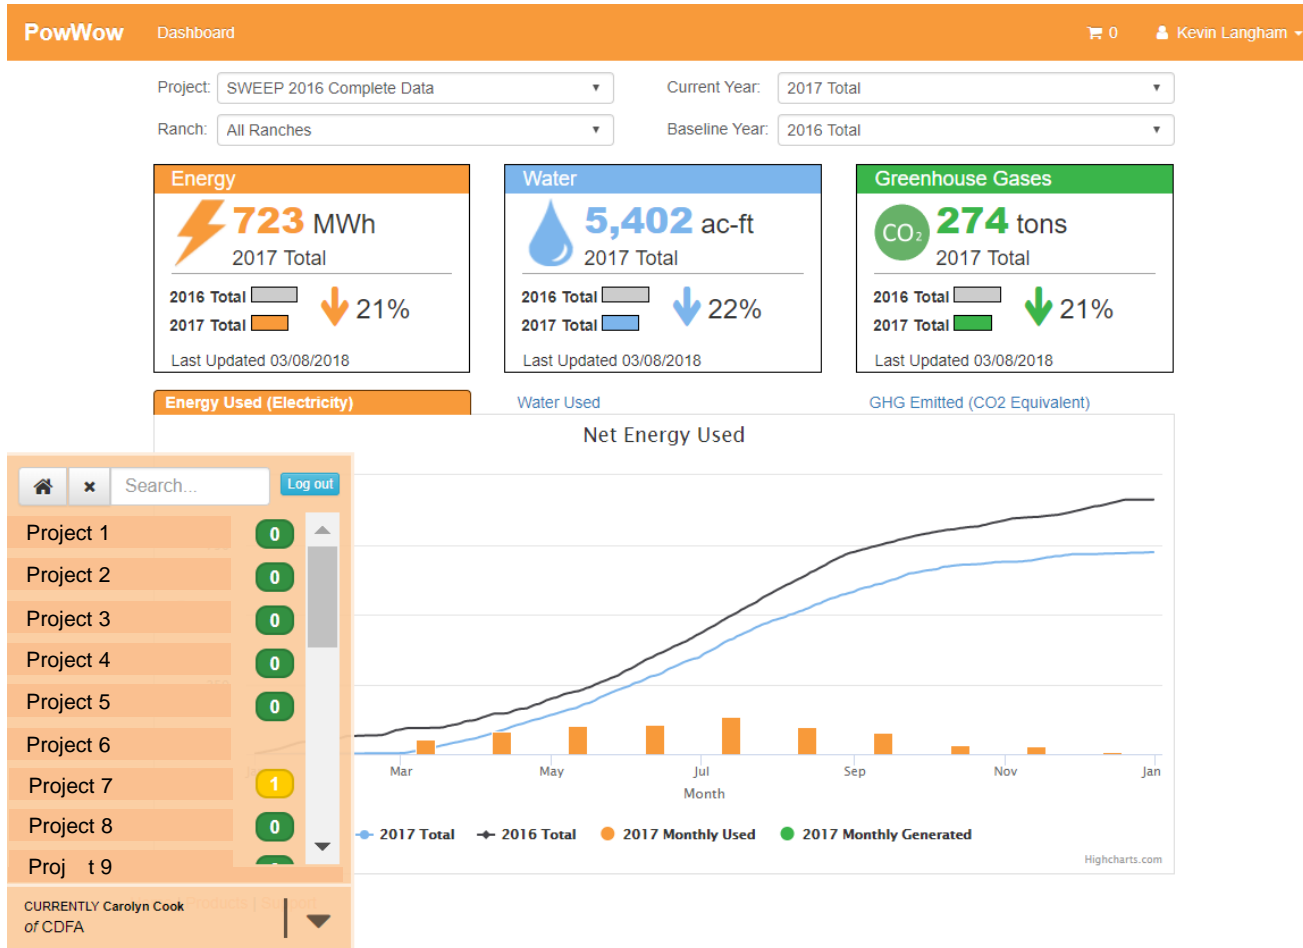 PowWow Dashboard 0 Kevin Langham
Project: SWEEP 2016 Complete Data Current Year: 2017 Total
Ranch: All Ranches Baseline Year: 2016 Total
Energy
723 MWh
2017 Total
2016 Total
21%
2017 Total
Last Updated 03/08/2018
Water
5,402 ac-ft
2017 Total
2016 Total
22%
2017 Total
Last Updated 03/08/2018
Greenhouse Gases
CO2 274 tons
2017 Total
2016 Total
21%
2017 Total
Last Updated 03/08/2018
Energy Used (Electricity) Water Used GHG Emitted (CO2 Equivalent)
Net Energy Used
Search... Log out
Project 1 0
Project 2 0
Project 3 0
Project 4 0
Project 5 0
Project 6
Project 7 1
Project 8 0
Proj t 9
CURRENTLY Carolyn Cook
of CDFA
Mar May Jul Sep Nov Jan
Month
2017 Total 2016 Total 2017 Monthly Used 2017 Monthly Generated
Highcharts.com